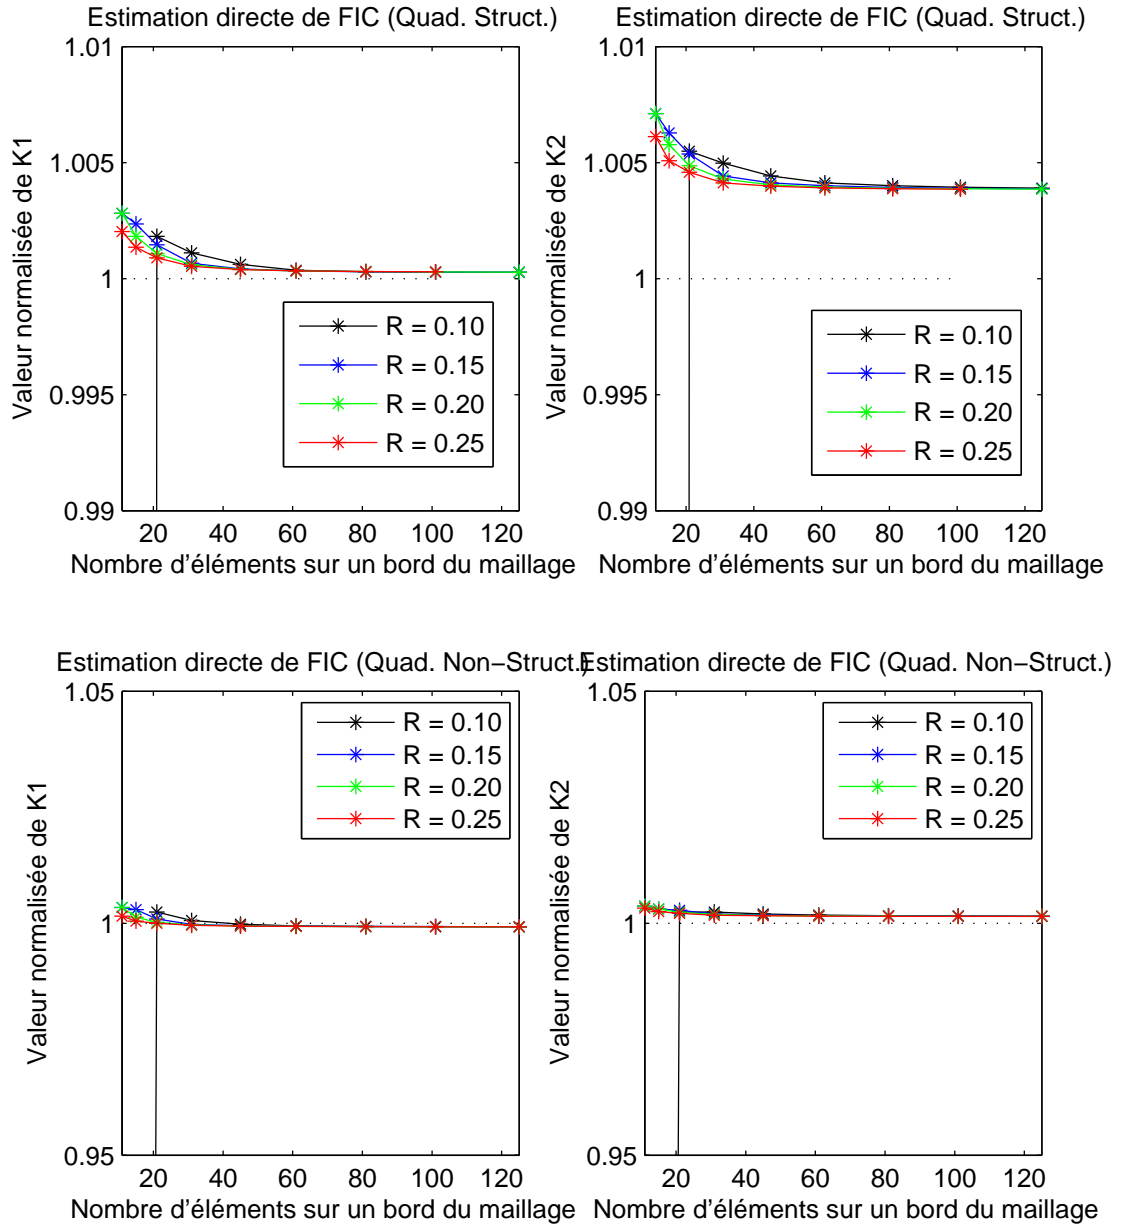 Estimation directe de FIC (Quad. Struct.)
1.01
1.005
1
0.995
0.99
Valeur normalisée de K1
R = 0.10
R = 0.15
R = 0.20
R = 0.25
20 40 60 80 100 120
Nombre d'éléments sur un bord du maillage
Estimation directe de FIC (Quad. Struct.)
1.01
1.005
1
0.995
0.99
Valeur normalisée de K2
R = 0.10
R = 0.15
R = 0.20
R = 0.25
20 40 60 80 100 120
Nombre d'éléments sur un bord du maillage
Estimation directe de FIC (Quad. Non−Struct.)
1.05
1
0.95
Valeur normalisée de K1
R = 0.10
R = 0.15
R = 0.20
R = 0.25
20 40 60 80 100 120
Nombre d'éléments sur un bord du maillage
Estimation directe de FIC (Quad. Non−Struct.)
1.05
1
0.95
Valeur normalisée de K2
R = 0.10
R = 0.15
R = 0.20
R = 0.25
20 40 60 80 100 120
Nombre d'éléments sur un bord du maillage